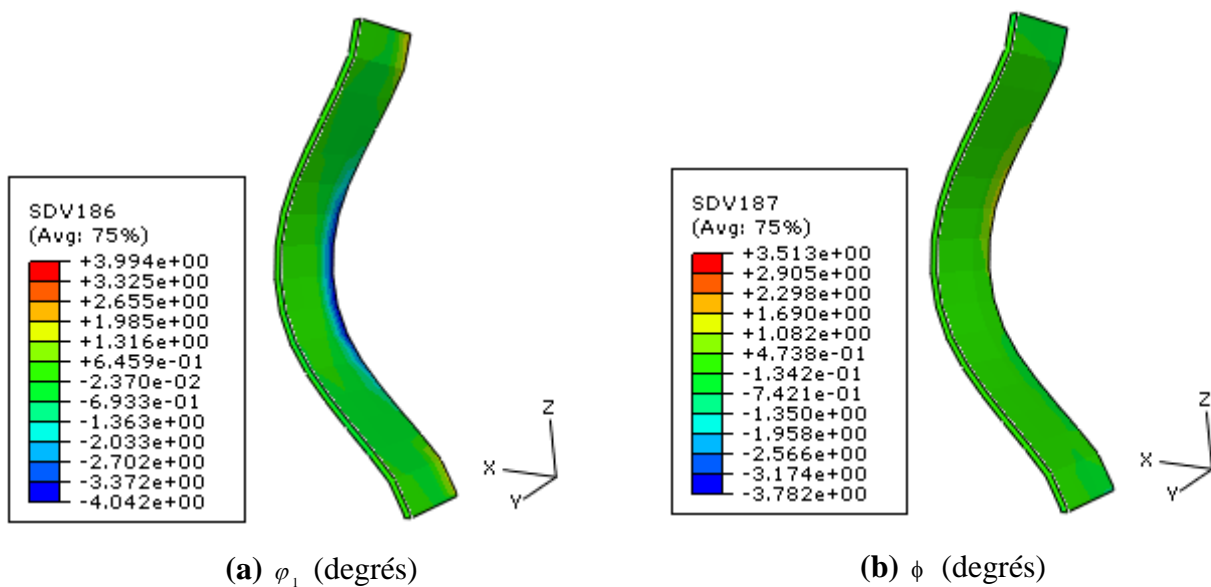 SDV186
(Avg: 75%)
+3.994e+00
+3.325e+00
+2.655e+00
+1.985e+00
+1.316e+00
+6.459e-01
-2.370e-02
-6.933e-01
-1.363e+00
-2.033e+00
-2.702e+00
-3.372e+00
-4.042e+00
Z
X
Y
(a) φ₁ (degrés)
SDV187
(Avg: 75%)
+3.513e+00
+2.905e+00
+2.298e+00
+1.690e+00
+1.082e+00
+4.738e-01
-1.342e-01
-7.421e-01
-1.350e+00
-1.958e+00
-2.566e+00
-3.174e+00
-3.782e+00
Z
X
Y
(b) ϕ (degrés)